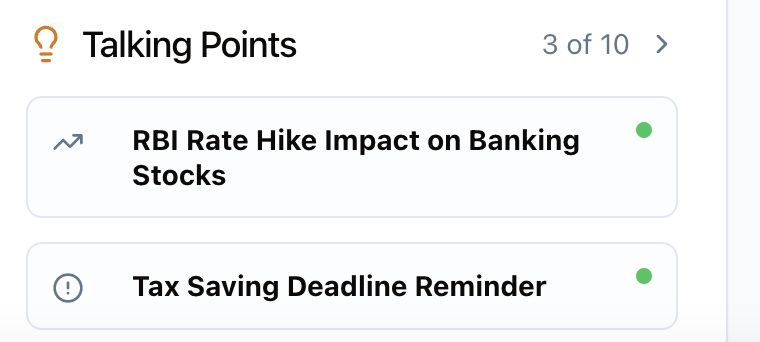 Talking Points
3 of 10
RBI Rate Hike Impact on Banking
Stocks
Tax Saving Deadline Reminder